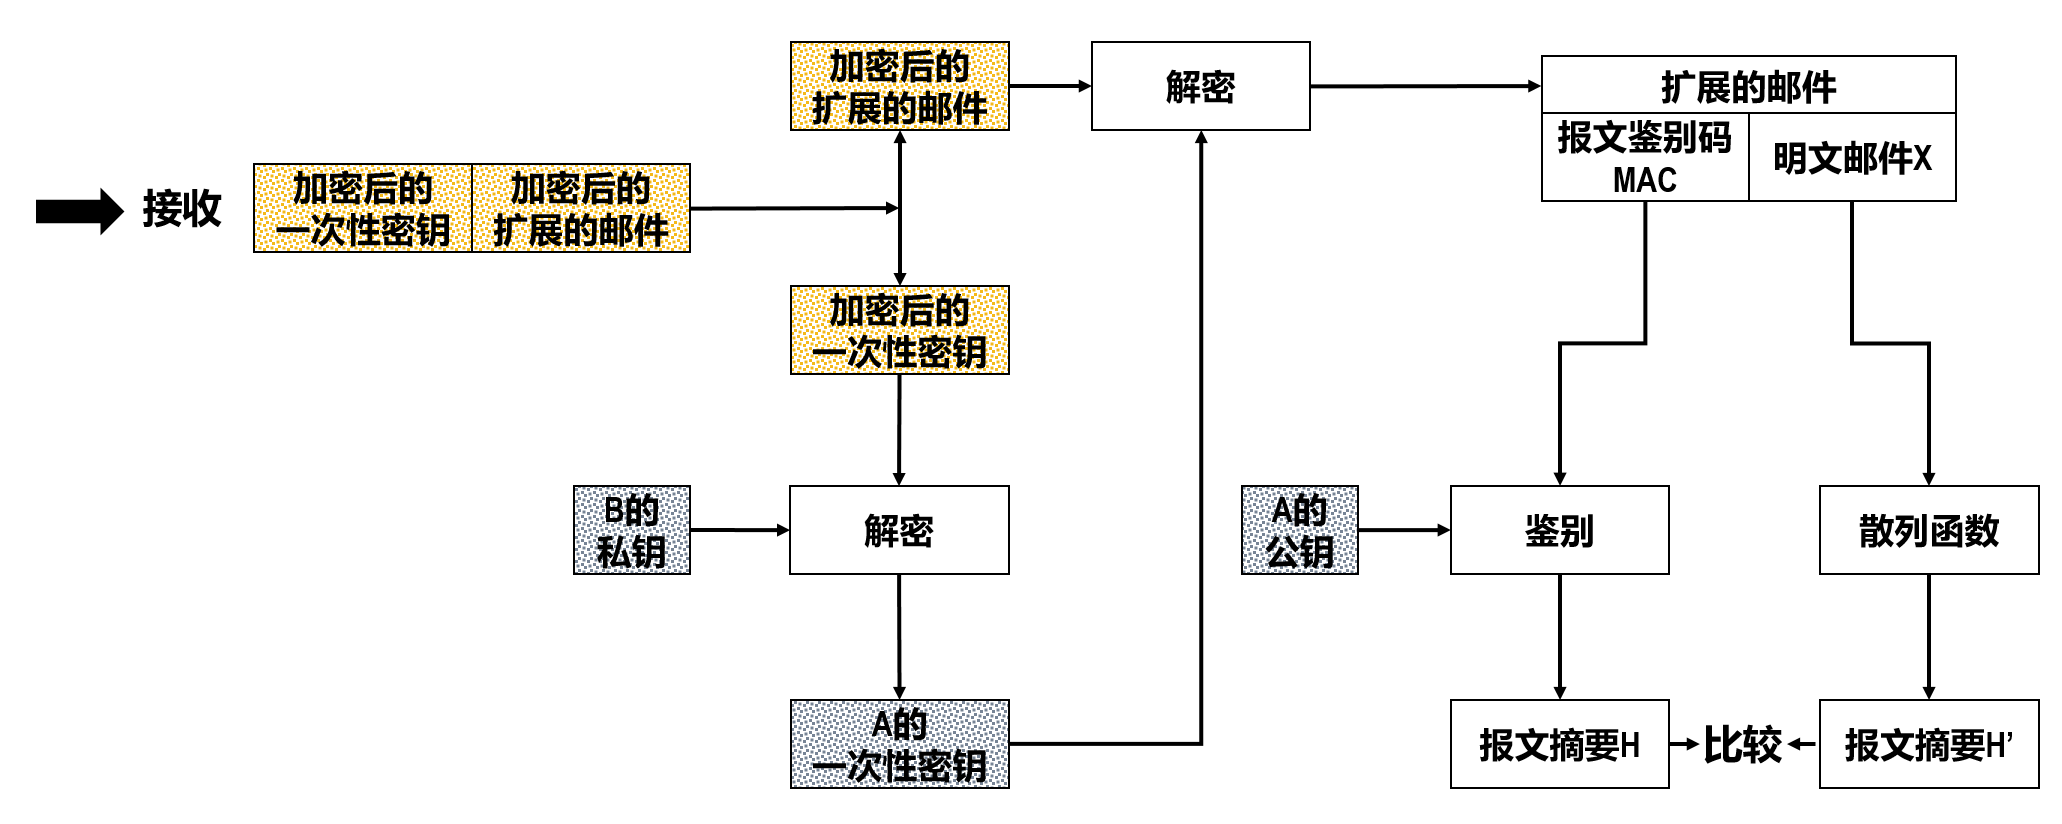 接收
加密后的
一次性密钥
加密后的
扩展的邮件
加密后的
扩展的邮件
加密后的
一次性密钥
B的
私钥
解密
A的
一次性密钥
解密
扩展的邮件
报文鉴别码
MAC
明文邮件X
A的
公钥
鉴别
散列函数
报文摘要H
比较
报文摘要H’